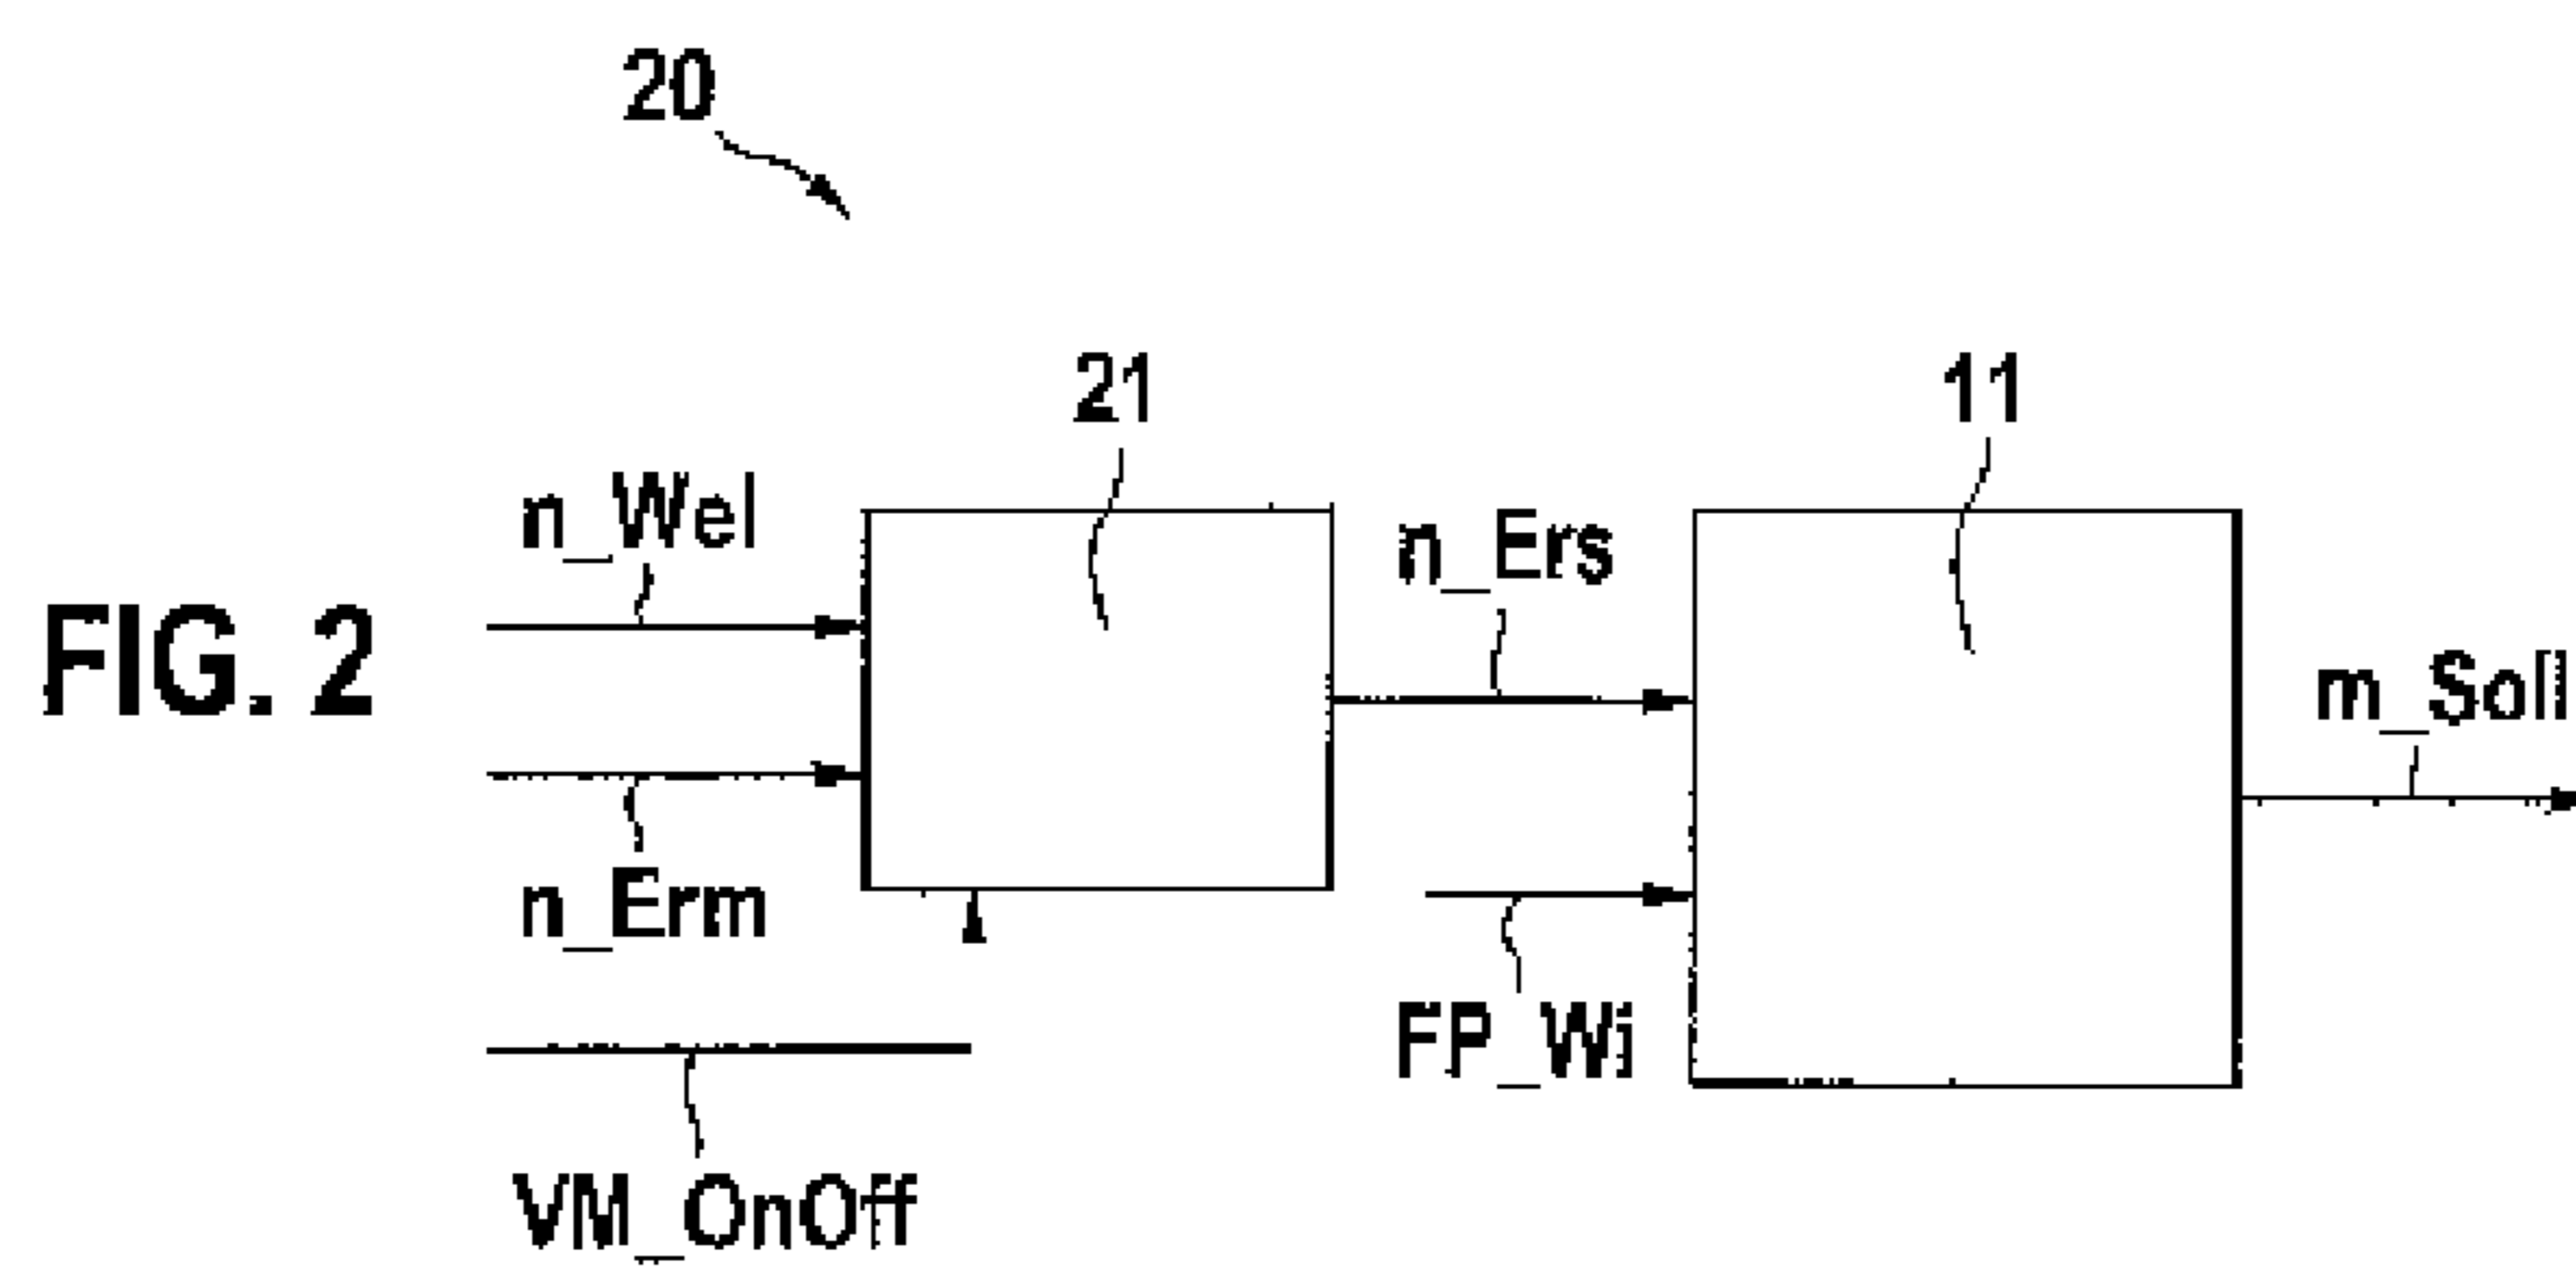 20
21
11
n_Wel
n_Ers
FIG. 2
m_Soll
n_Erm
FP_Wi
VM_OnOff